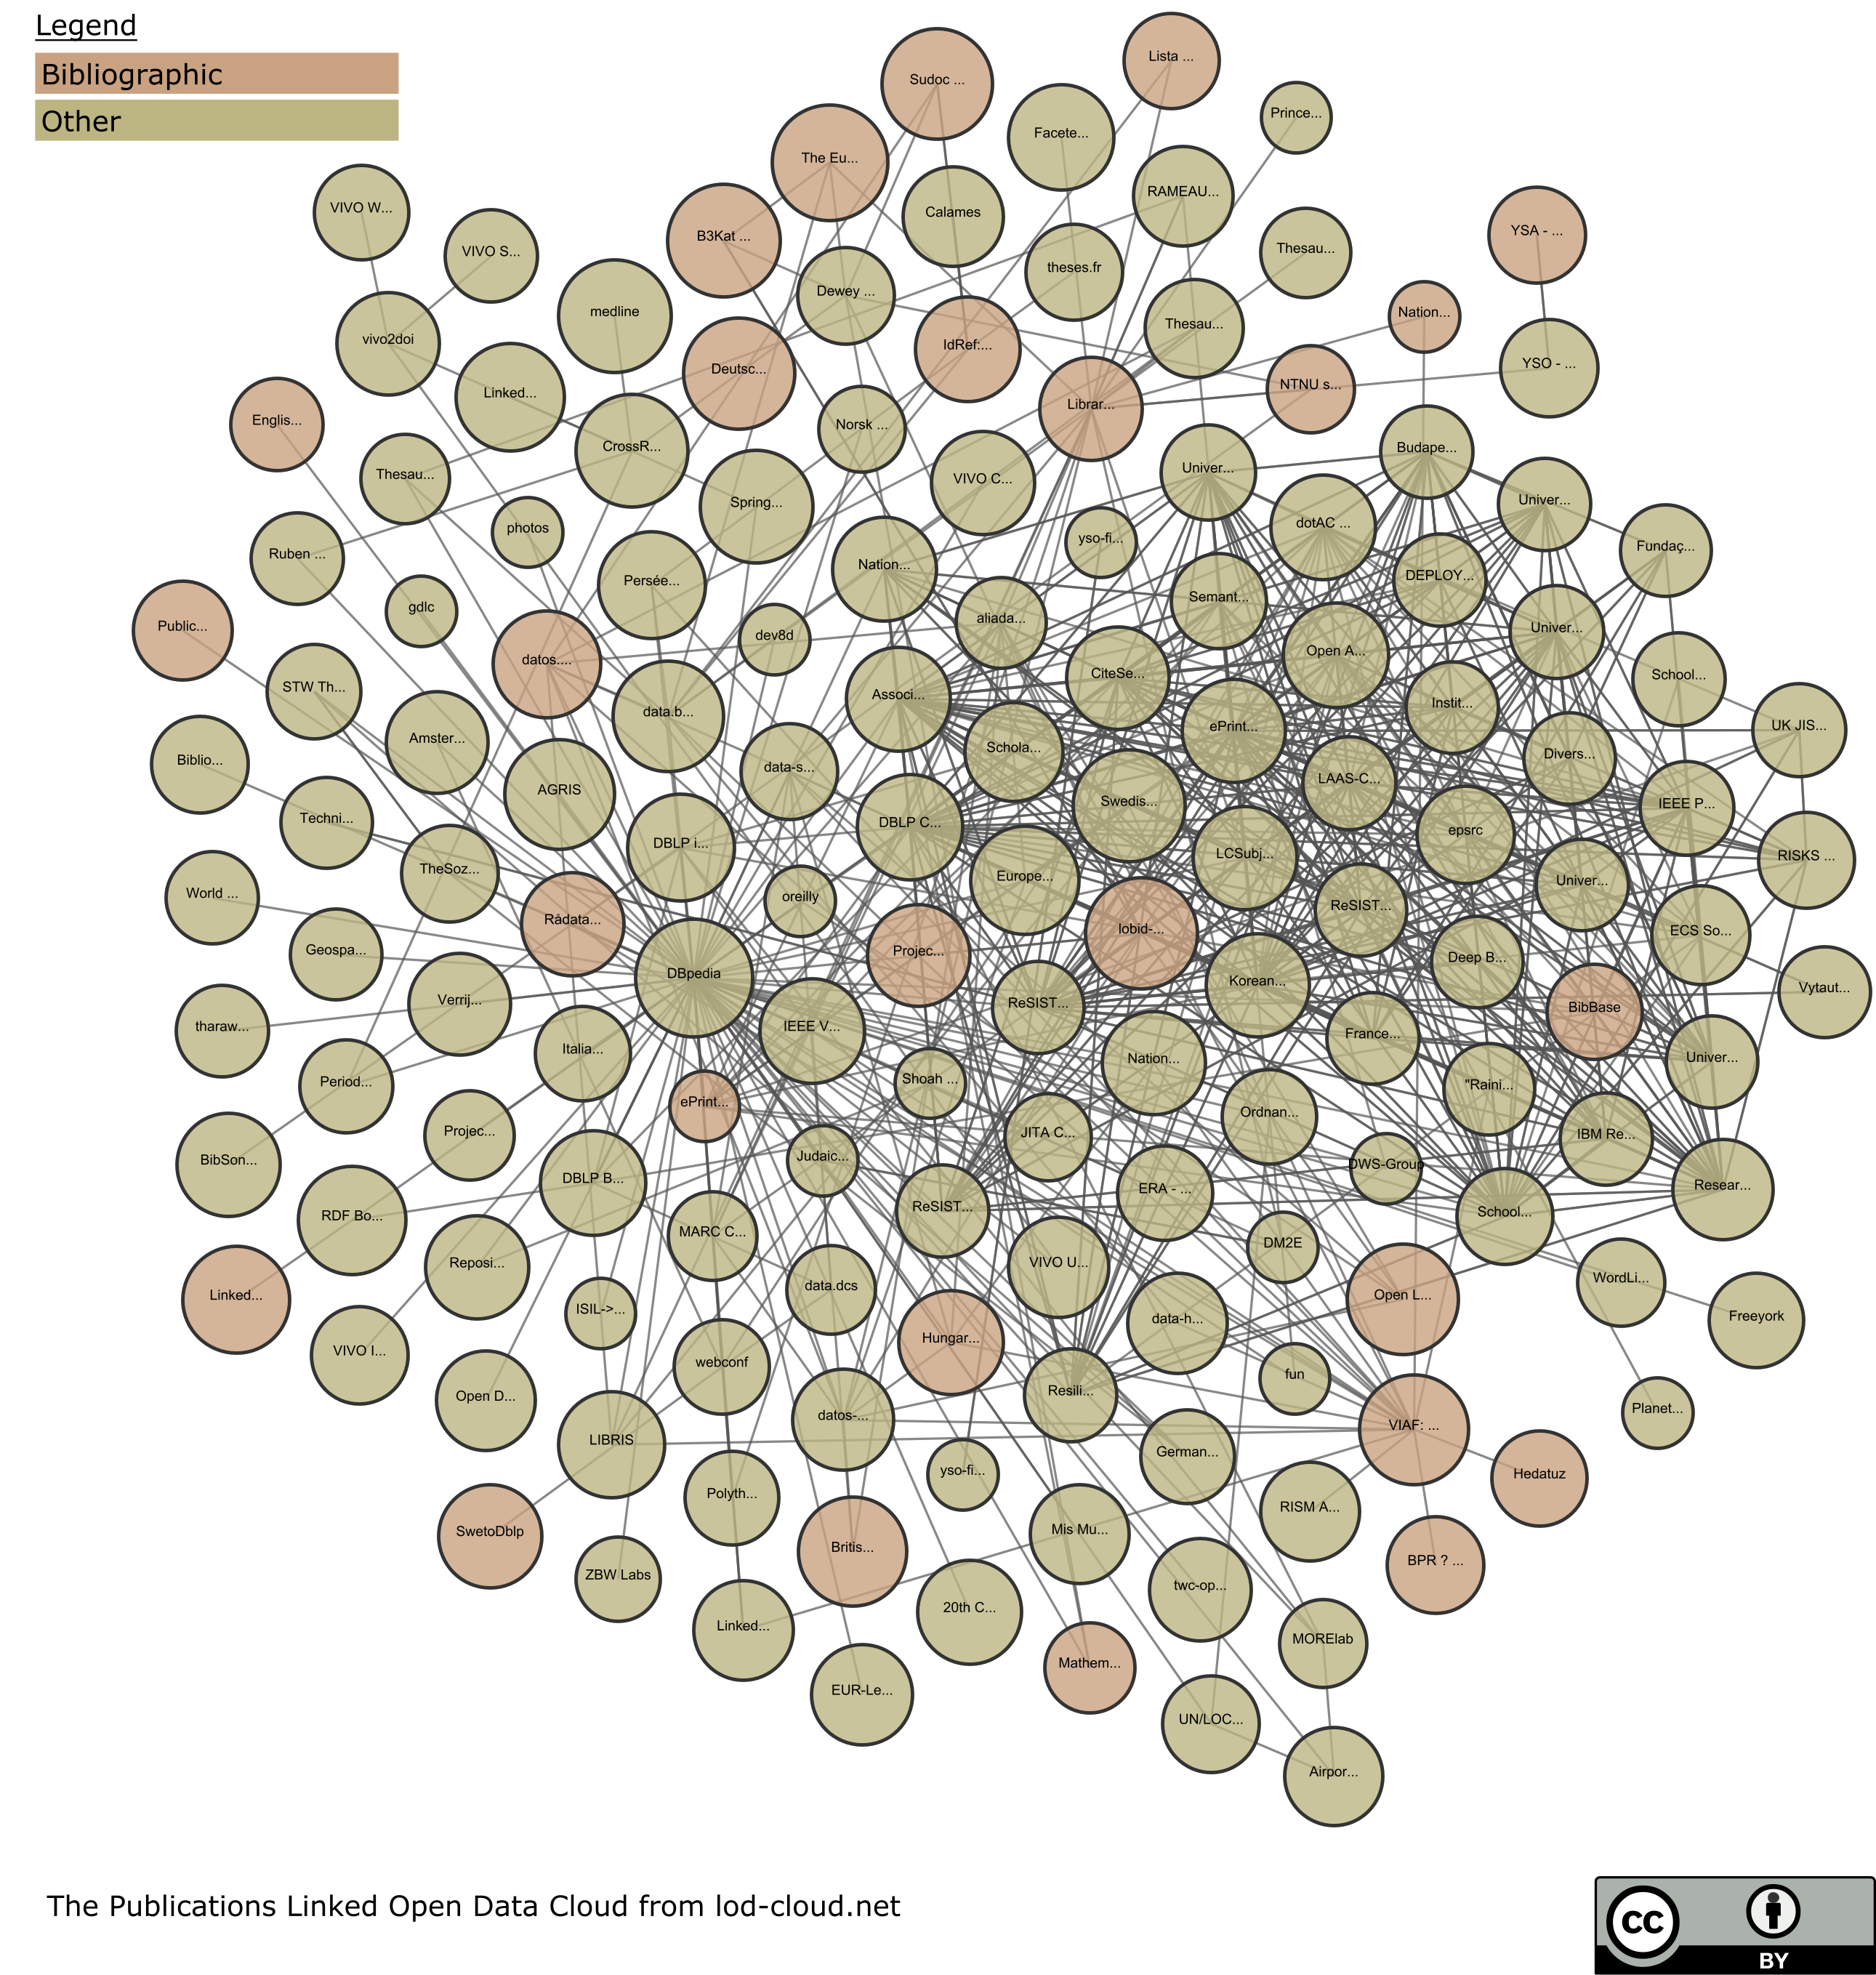 Legend
Bibliographic
Other
Lista ...
Sudoc ...
Prince...
Facete...
The Eu...
RAMEAU...
VIVO W...
Calames
B3Kat ...
YSA - ...
VIVO S...
Thesau...
theses.fr
Dewey ...
medline
Nation...
Thesau...
vivo2doi
IdRef:...
YSO - ...
Deutsc...
NTNU s...
Linked...
Librar...
Englis...
Norsk ...
CrossR...
Budape...
Univer...
Thesau...
VIVO C...
Univer...
Spring...
dotAC ...
photos
yso-fi...
Fundaç...
Ruben ...
Nation...
DEPLOY...
Persée...
Semant...
gdlc
aliada...
Public...
Univer...
dev8d
Open A...
datos....
CiteSe...
School...
STW Th...
Associ...
Instit...
data.b...
ePrint...
UK JIS...
Amster...
Schola...
Divers...
Biblio...
data-s...
LAAS-C...
AGRIS
Swedis...
IEEE P...
Techni...
DBLP C...
epsrc
DBLP i...
LCSubj...
RISKS ...
TheSoz...
Europe...
Univer...
World ...
oreilly
ReSIST...
Rådata...
lobid-...
ECS So...
Geospa...
Projec...
Deep B...
DBpedia
Korean...
Vytaut...
Verrij...
ReSIST...
BibBase
tharaw...
IEEE V...
France...
Italia...
Nation...
Univer...
Period...
Shoah ...
"Raini...
ePrint...
Ordnan...
Projec...
JITA C...
IBM Re...
BibSon...
Judaic...
DWS-Group
DBLP B...
ERA - ...
Resear...
RDF Bo...
ReSIST...
School...
MARC C...
DM2E
Reposi...
VIVO U...
WordLi...
data.dcs
Linked...
Open L...
ISIL->...
data-h...
Freeyork
Hungar...
VIVO I...
webconf
fun
Resili...
Open D...
Planet...
datos-...
VIAF: ...
LIBRIS
German...
yso-fi...
Hedatuz
Polyth...
RISM A...
SwetoDblp
Mis Mu...
Britis...
BPR ? ...
ZBW Labs
twc-op...
20th C...
Linked...
MORElab
Mathem...
EUR-Le...
UN/LOC...
Airpor...
The Publications Linked Open Data Cloud from lod-cloud.net
cc
BY